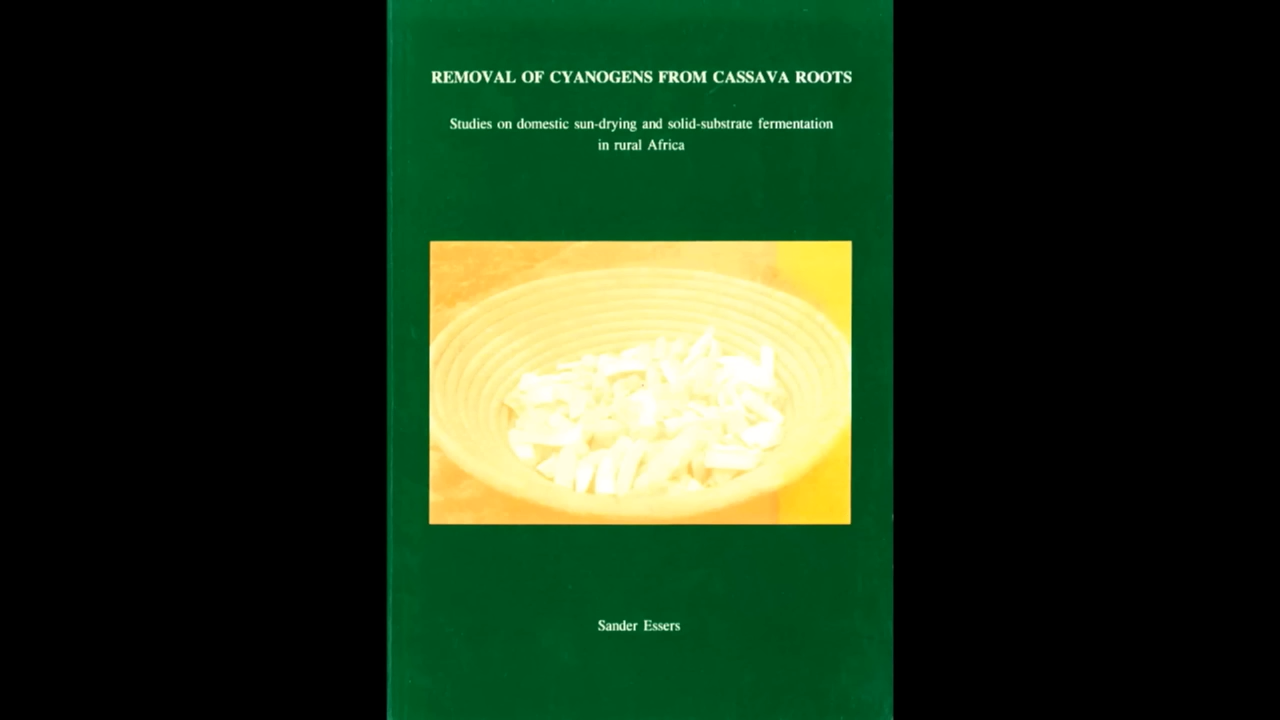 REMOVAL OF CYANOGENS FROM CASSAVA ROOTS
Studies on domestic sun-drying and solid-substrate fermentation
in rural Africa
Sander Essers